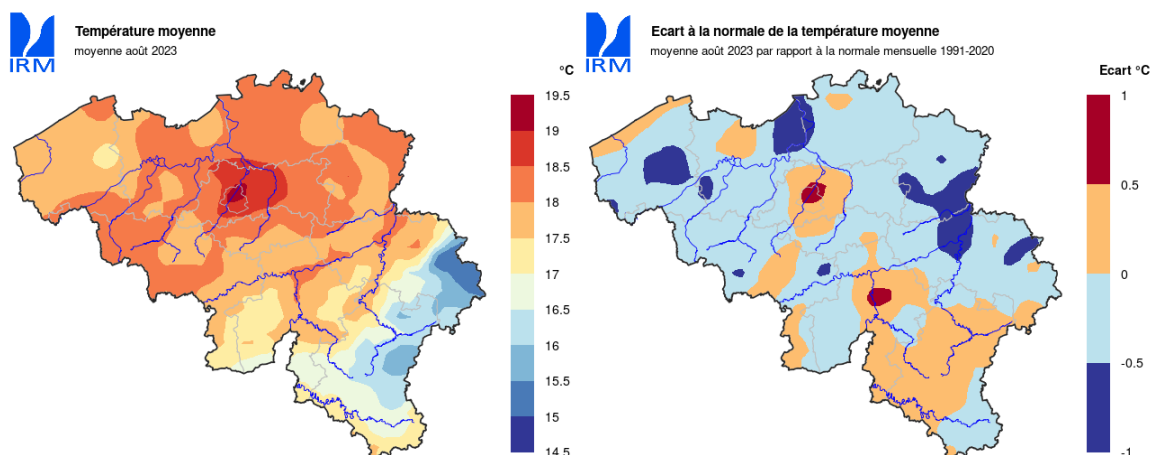 IRM
Température moyenne
moyenne août 2023
°C
19.5
19
18.5
18
17.5
17
16.5
16
15.5
15
14.5
IRM
Ecart à la normale de la température moyenne
moyenne août 2023 par rapport à la normale mensuelle 1991-2020
Ecart °C
1
0.5
0
-0.5
-1